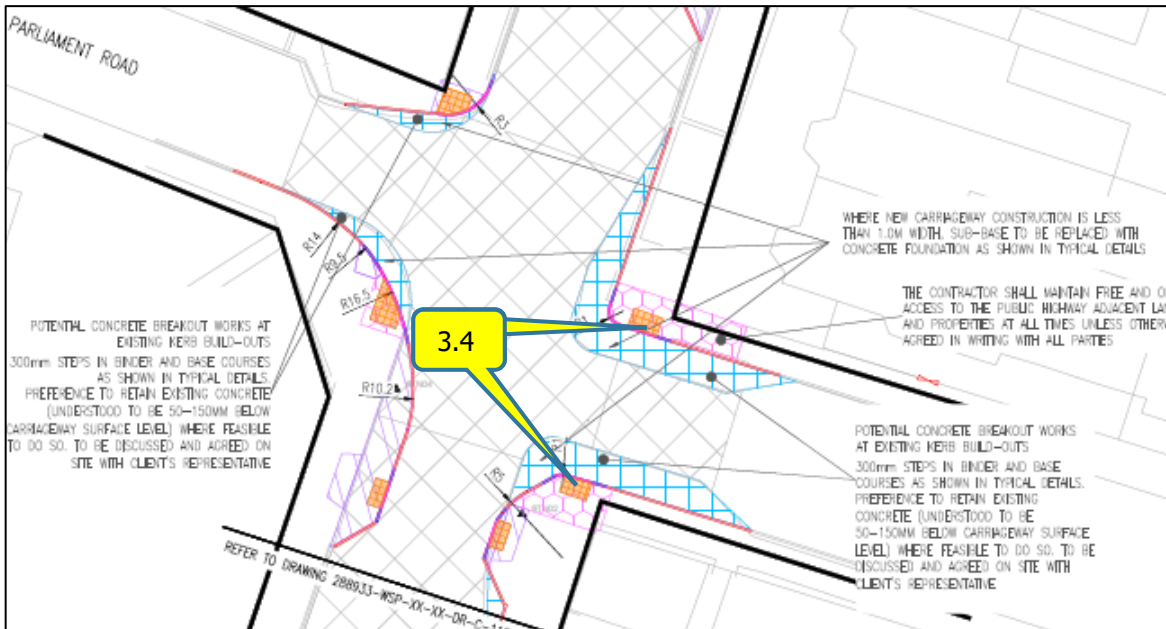 PARLIAMENT ROAD
R3
WHERE NEW CARRIAGEWAY CONSTRUCTION IS LESS
THAN 1.0M WIDTH, SUB-BASE TO BE REPLACED WITH
CONCRETE FOUNDATION AS SHOWN IN TYPICAL DETAILS
R14
R9.5
R16.5
THE CONTRACTOR SHALL MAINTAIN FREE AND
ACCESS TO THE PUBLIC HIGHWAY ADJACENT
AND PROPERTIES AT ALL TIMES UNLESS
AGREED IN WRITING WITH ALL PARTIES
3.4
POTENTIAL CONCRETE BREAKOUT WORKS AT
EXISTING KERB BUILD-OUTS
300mm STEPS IN BINDER AND BASE COURSES
AS SHOWN IN TYPICAL DETAILS.
PREFERENCE TO RETAIN EXISTING CONCRETE
(UNDERSTOOD TO BE 50-150MM BELOW
CARRIAGEWAY SURFACE LEVEL) WHERE FEASIBLE
TO DO SO. TO BE DISCUSSED AND AGREED ON
SITE WITH CLIENT'S REPRESENTATIVE
R10.2
POTENTIAL CONCRETE BREAKOUT WORKS
AT EXISTING KERB BUILD-OUTS
300mm STEPS IN BINDER AND BASE
COURSES AS SHOWN IN TYPICAL DETAILS.
PREFERENCE TO RETAIN EXISTING
CONCRETE (UNDERSTOOD TO BE
50-150MM BELOW CARRIAGEWAY SURFACE
LEVEL) WHERE FEASIBLE TO DO SO. TO BE
DISCUSSED AND AGREED ON SITE WITH
CLIENT'S REPRESENTATIVE
R5
REFER TO DRAWING 288933-WSP-XX-XX-DR-C-